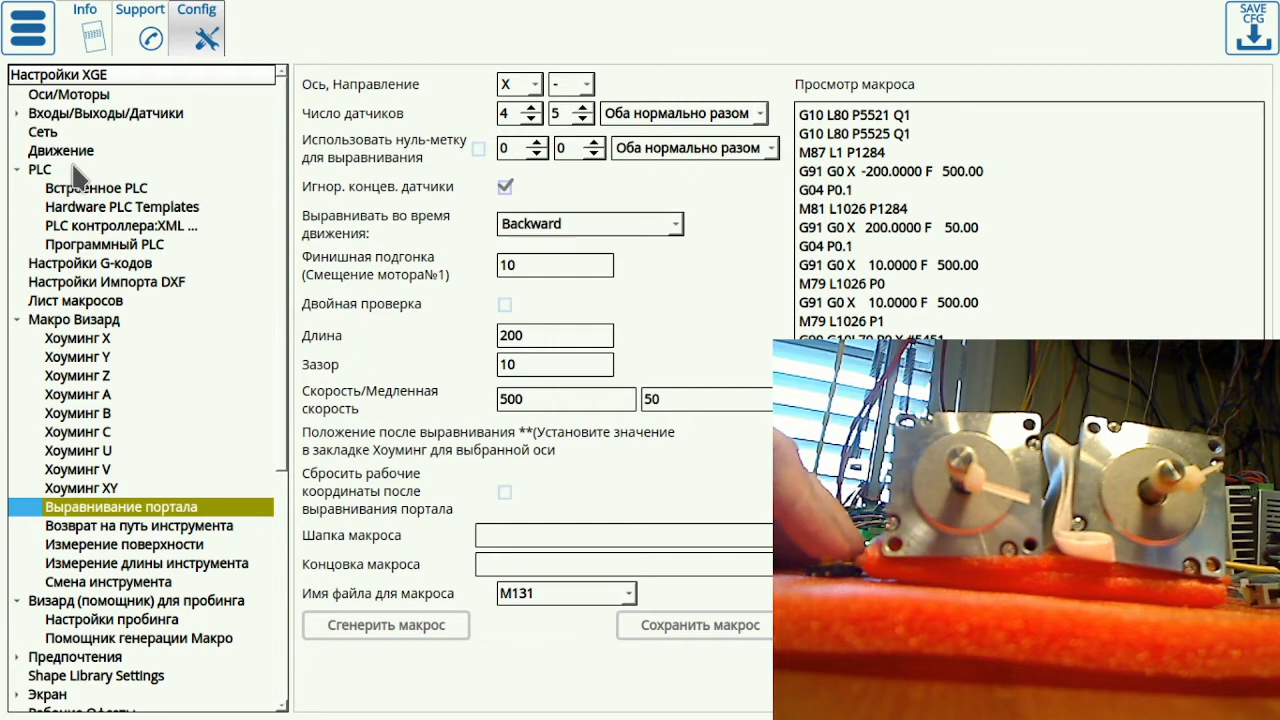 Info
Support
Config
SAVE
CFG
Настройки XGE
Оси/Моторы
Входы/Выходы/Датчики
Сеть
Движение
PLC
Встроенное PLC
Hardware PLC Templates
PLC контроллера:XML ...
Программный PLC
Настройки G-кодов
Настройки Импорта DXF
Лист макросов
Макро Визард
Хоуминг X
Хоуминг Y
Хоуминг Z
Хоуминг A
Хоуминг B
Хоуминг C
Хоуминг U
Хоуминг V
Хоуминг XY
Выравнивание портала
Возврат на путь инструмента
Измерение поверхности
Измерение длины инструмента
Смена инструмента
Визард (помощник) для пробинга
Настройки пробинга
Помощник генерации Макро
Предпочтения
Shape Library Settings
Экран
Ось, Направление X -
Число датчиков 4 5 Оба нормально разом
Использовать нуль-метку
для выравнивания 0 0 Оба нормально разом
Игнор. концев. датчики
Выравнивать во время
движения: Backward
Финишная подгонка
(Смещение мотора№1) 10
Двойная проверка
Длина 200
Зазор 10
Скорость/Медленная
скорость 500 50
Положение после выравнивания **(Установите значение
в закладке Хоуминг для выбранной оси
Сбросить рабочие
координаты после
выравнивания портала
Шапка макроса
Концовка макроса
Имя файла для макроса M131
Сгенерить макрос
Сохранить макрос
Просмотр макроса
G10 L80 P5521 Q1
G10 L80 P5525 Q1
M87 L1 P1284
G91 G0 X -200.0000 F 500.00
G04 P0.1
M81 L1026 P1284
G91 G0 X 200.0000 F 50.00
G04 P0.1
G91 G0 X 10.0000 F 500.00
M79 L1026 P0
G91 G0 X 10.0000 F 500.00
M79 L1026 P1